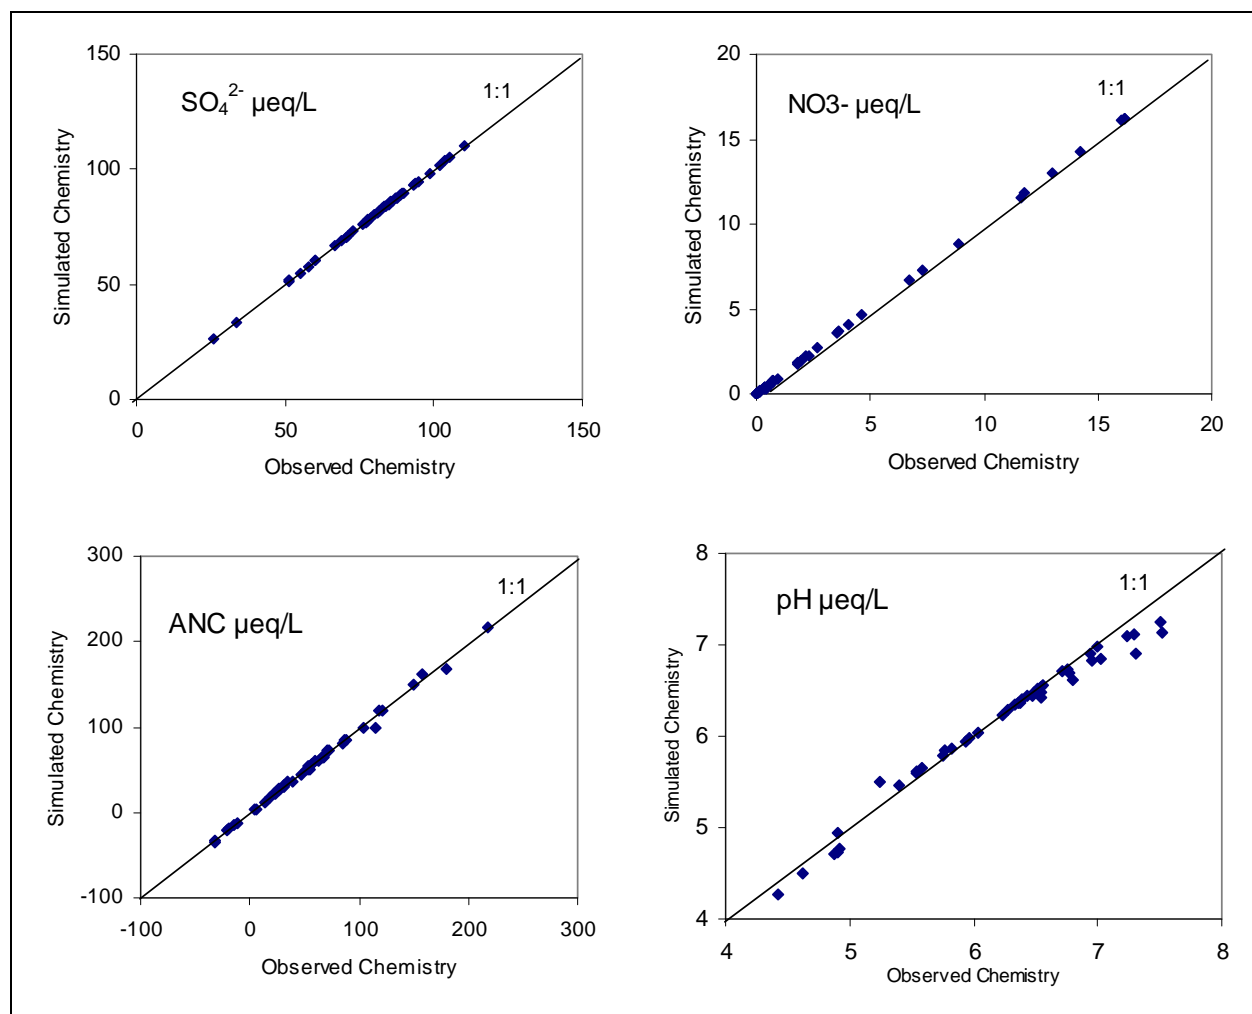 SO₄²⁻ µeq/L
1:1
Simulated Chemistry
150
100
50
0
0 50 100 150
Observed Chemistry
NO3- µeq/L
1:1
Simulated Chemistry
20
15
10
5
0
0 5 10 15 20
Observed Chemistry
ANC µeq/L
1:1
Simulated Chemistry
300
200
100
0
-100
-100 0 100 200 300
Observed Chemistry
pH µeq/L
1:1
Simulated Chemistry
8
7
6
5
4
4 5 6 7 8
Observed Chemistry